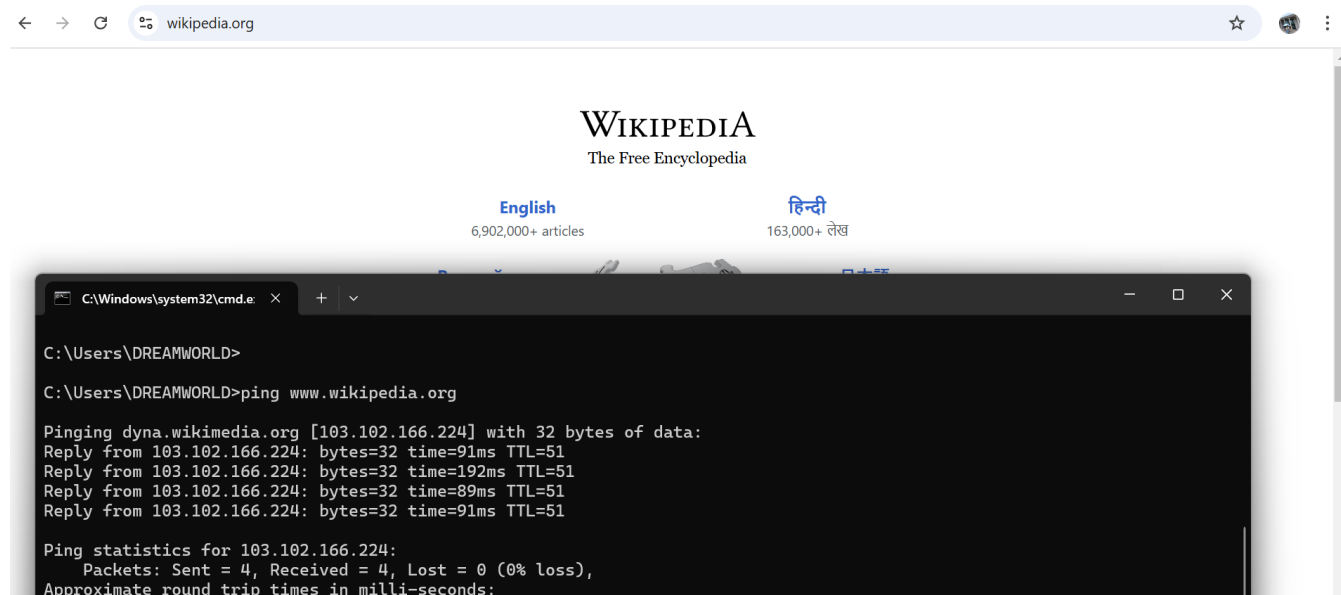 wikipedia.org
WIKIPEDIA
The Free Encyclopedia
English हिन्दी
6,902,000+ articles 163,000+ लेख
C:\Windows\system32\cmd.e:
C:\Users\DREAMWORLD>
C:\Users\DREAMWORLD>ping www.wikipedia.org
Pinging dyna.wikimedia.org [103.102.166.224] with 32 bytes of data:
Reply from 103.102.166.224: bytes=32 time=91ms TTL=51
Reply from 103.102.166.224: bytes=32 time=192ms TTL=51
Reply from 103.102.166.224: bytes=32 time=89ms TTL=51
Reply from 103.102.166.224: bytes=32 time=91ms TTL=51
Ping statistics for 103.102.166.224:
Packets: Sent = 4, Received = 4, Lost = 0 (0% loss),
Approximate round trip times in milli-seconds: